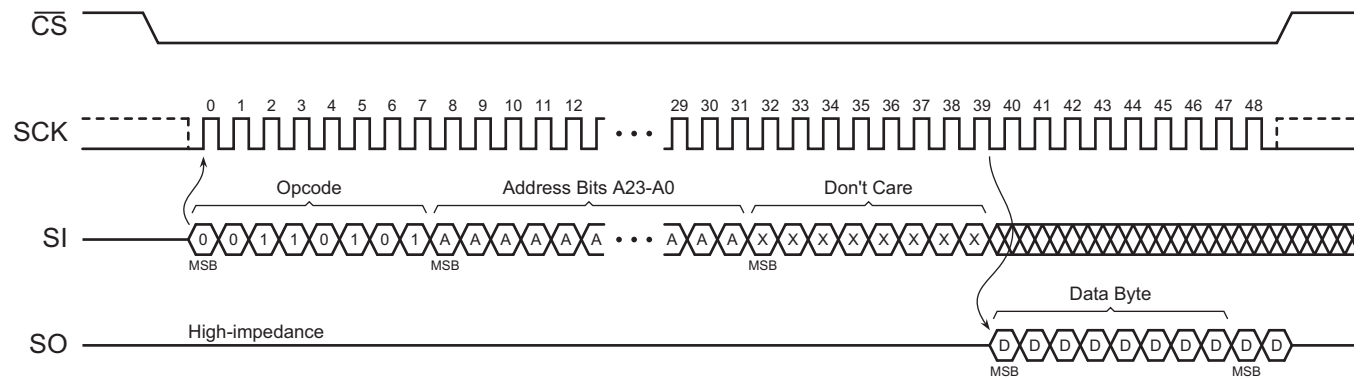 CS
0 1 2 3 4 5 6 7 8 9 10 11 12 29 30 31 32 33 34 35 36 37 38 39 40 41 42 43 44 45 46 47 48
SCK
Opcode Address Bits A23-A0 Don't Care
SI 0 0 1 1 0 1 0 1 A A A A A A A A A X X X X X X X X
MSB MSB MSB
Data Byte
High-impedance
SO D D D D D D D D D D
MSB MSB